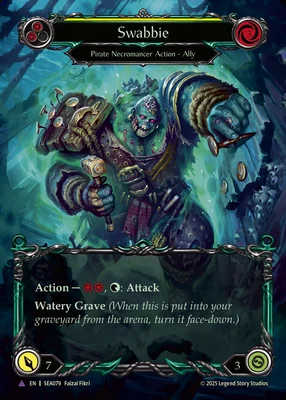 Swabbie
Pirate Necromancer Action - Ally
Action — , : Attack
Watery Grave (When this is put into your
graveyard from the arena, turn it face-down.)
7
3
EN | SEA079 Faizal Fikri
© 2025 Legend Story Studios